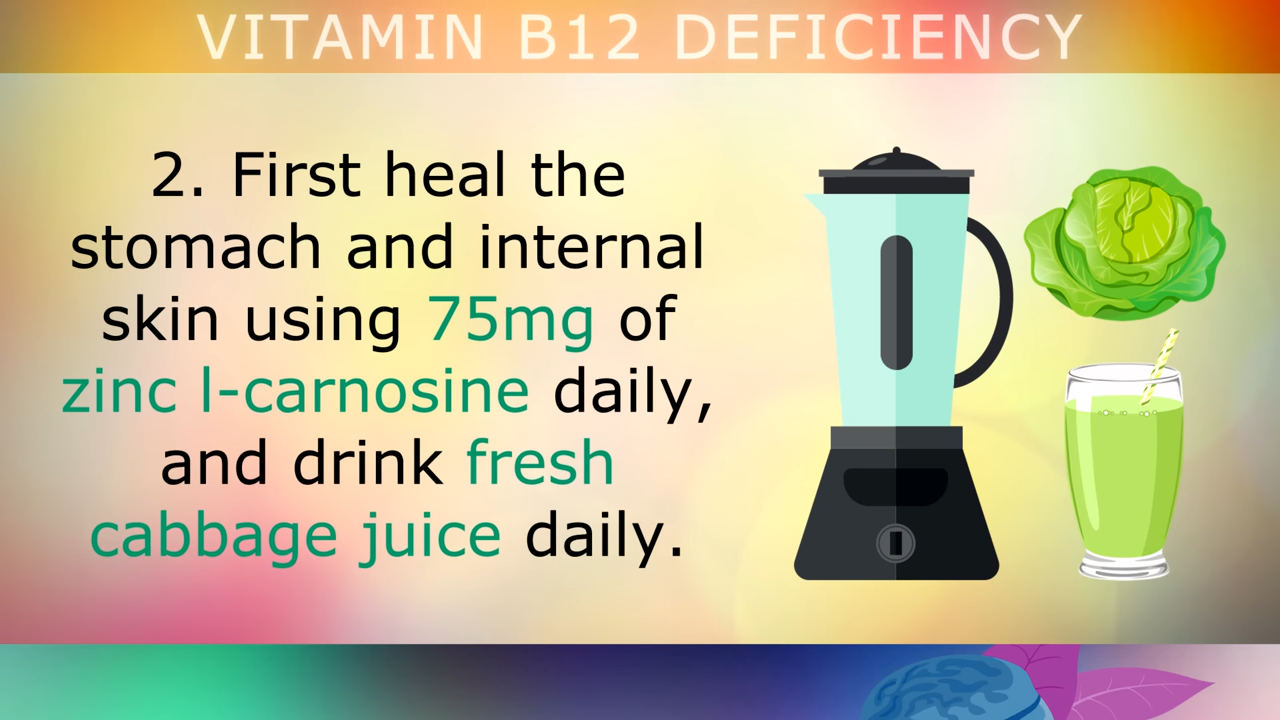 VITAMIN B12 DEFICIENCY
2. First heal the
stomach and internal
skin using 75mg of
zinc l-carnosine daily,
and drink fresh
cabbage juice daily.